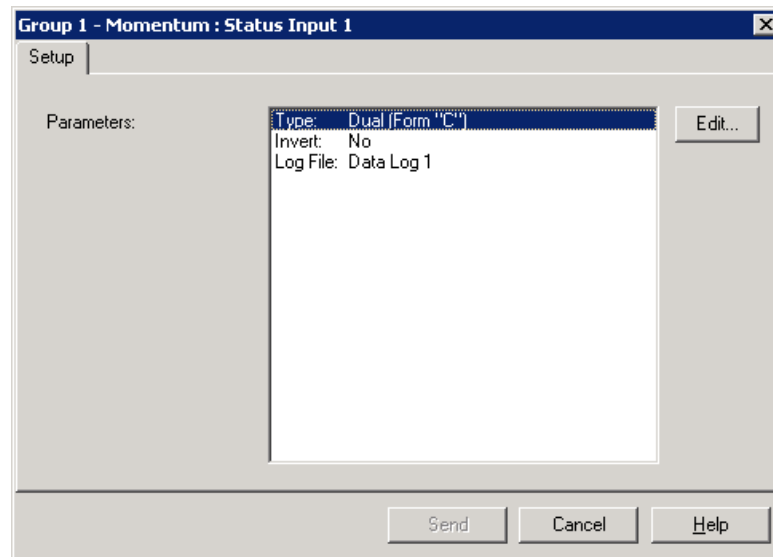 Group 1 - Momentum : Status Input 1
Setup
Parameters:
Type: Dual (Form "C")
Invert: No
Log File: Data Log 1
Edit...
Send
Cancel
Help